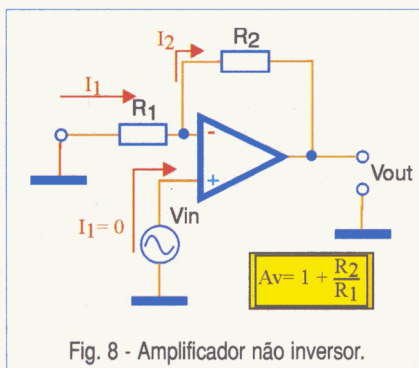 I2
R2
I1
R1
-
+
Vin
I1= 0
Vout
Av= 1 + R2/R1
Fig. 8 - Amplificador não inversor.